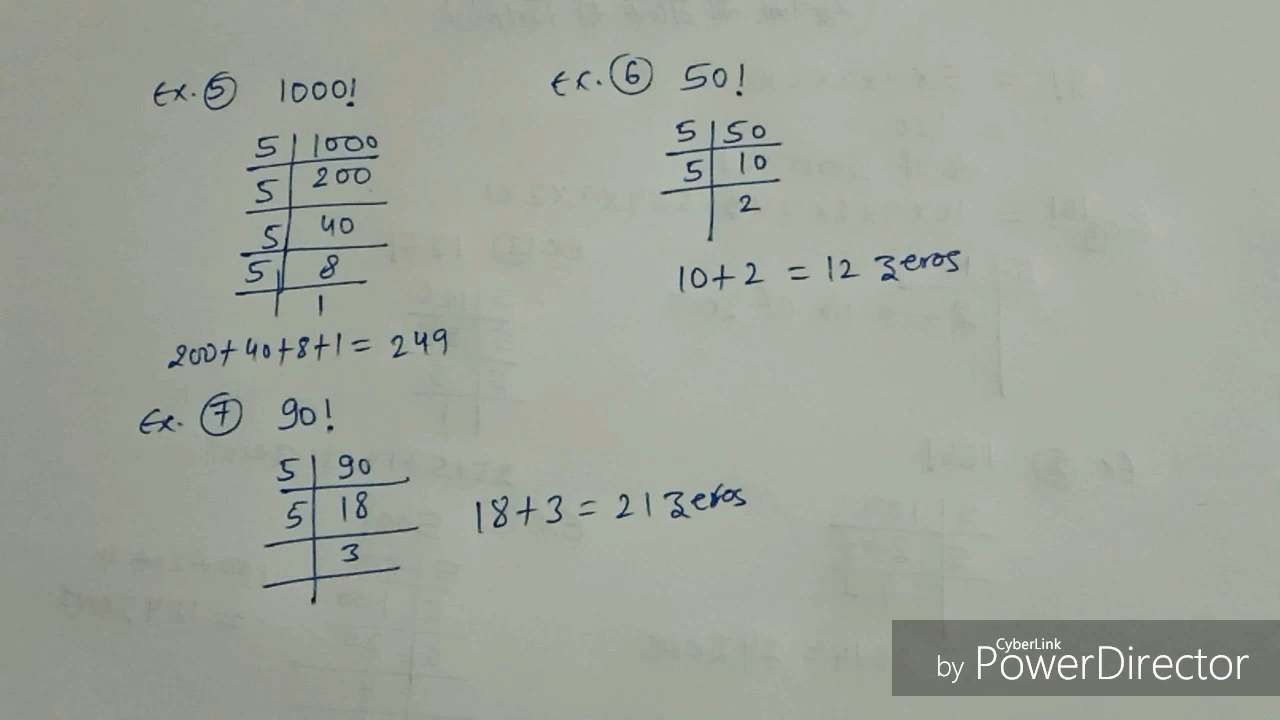 Ex. 5 1000!
5 | 1000
5 | 200
5 | 40
5 | 8
| 1
200+40+8+1 = 249
Ex. 6 50!
5 | 50
5 | 10
| 2
10+2 = 12 zeros
Ex. 7 90!
5 | 90
5 | 18
| 3
18+3 = 21 zeros
CyberLink
by PowerDirector